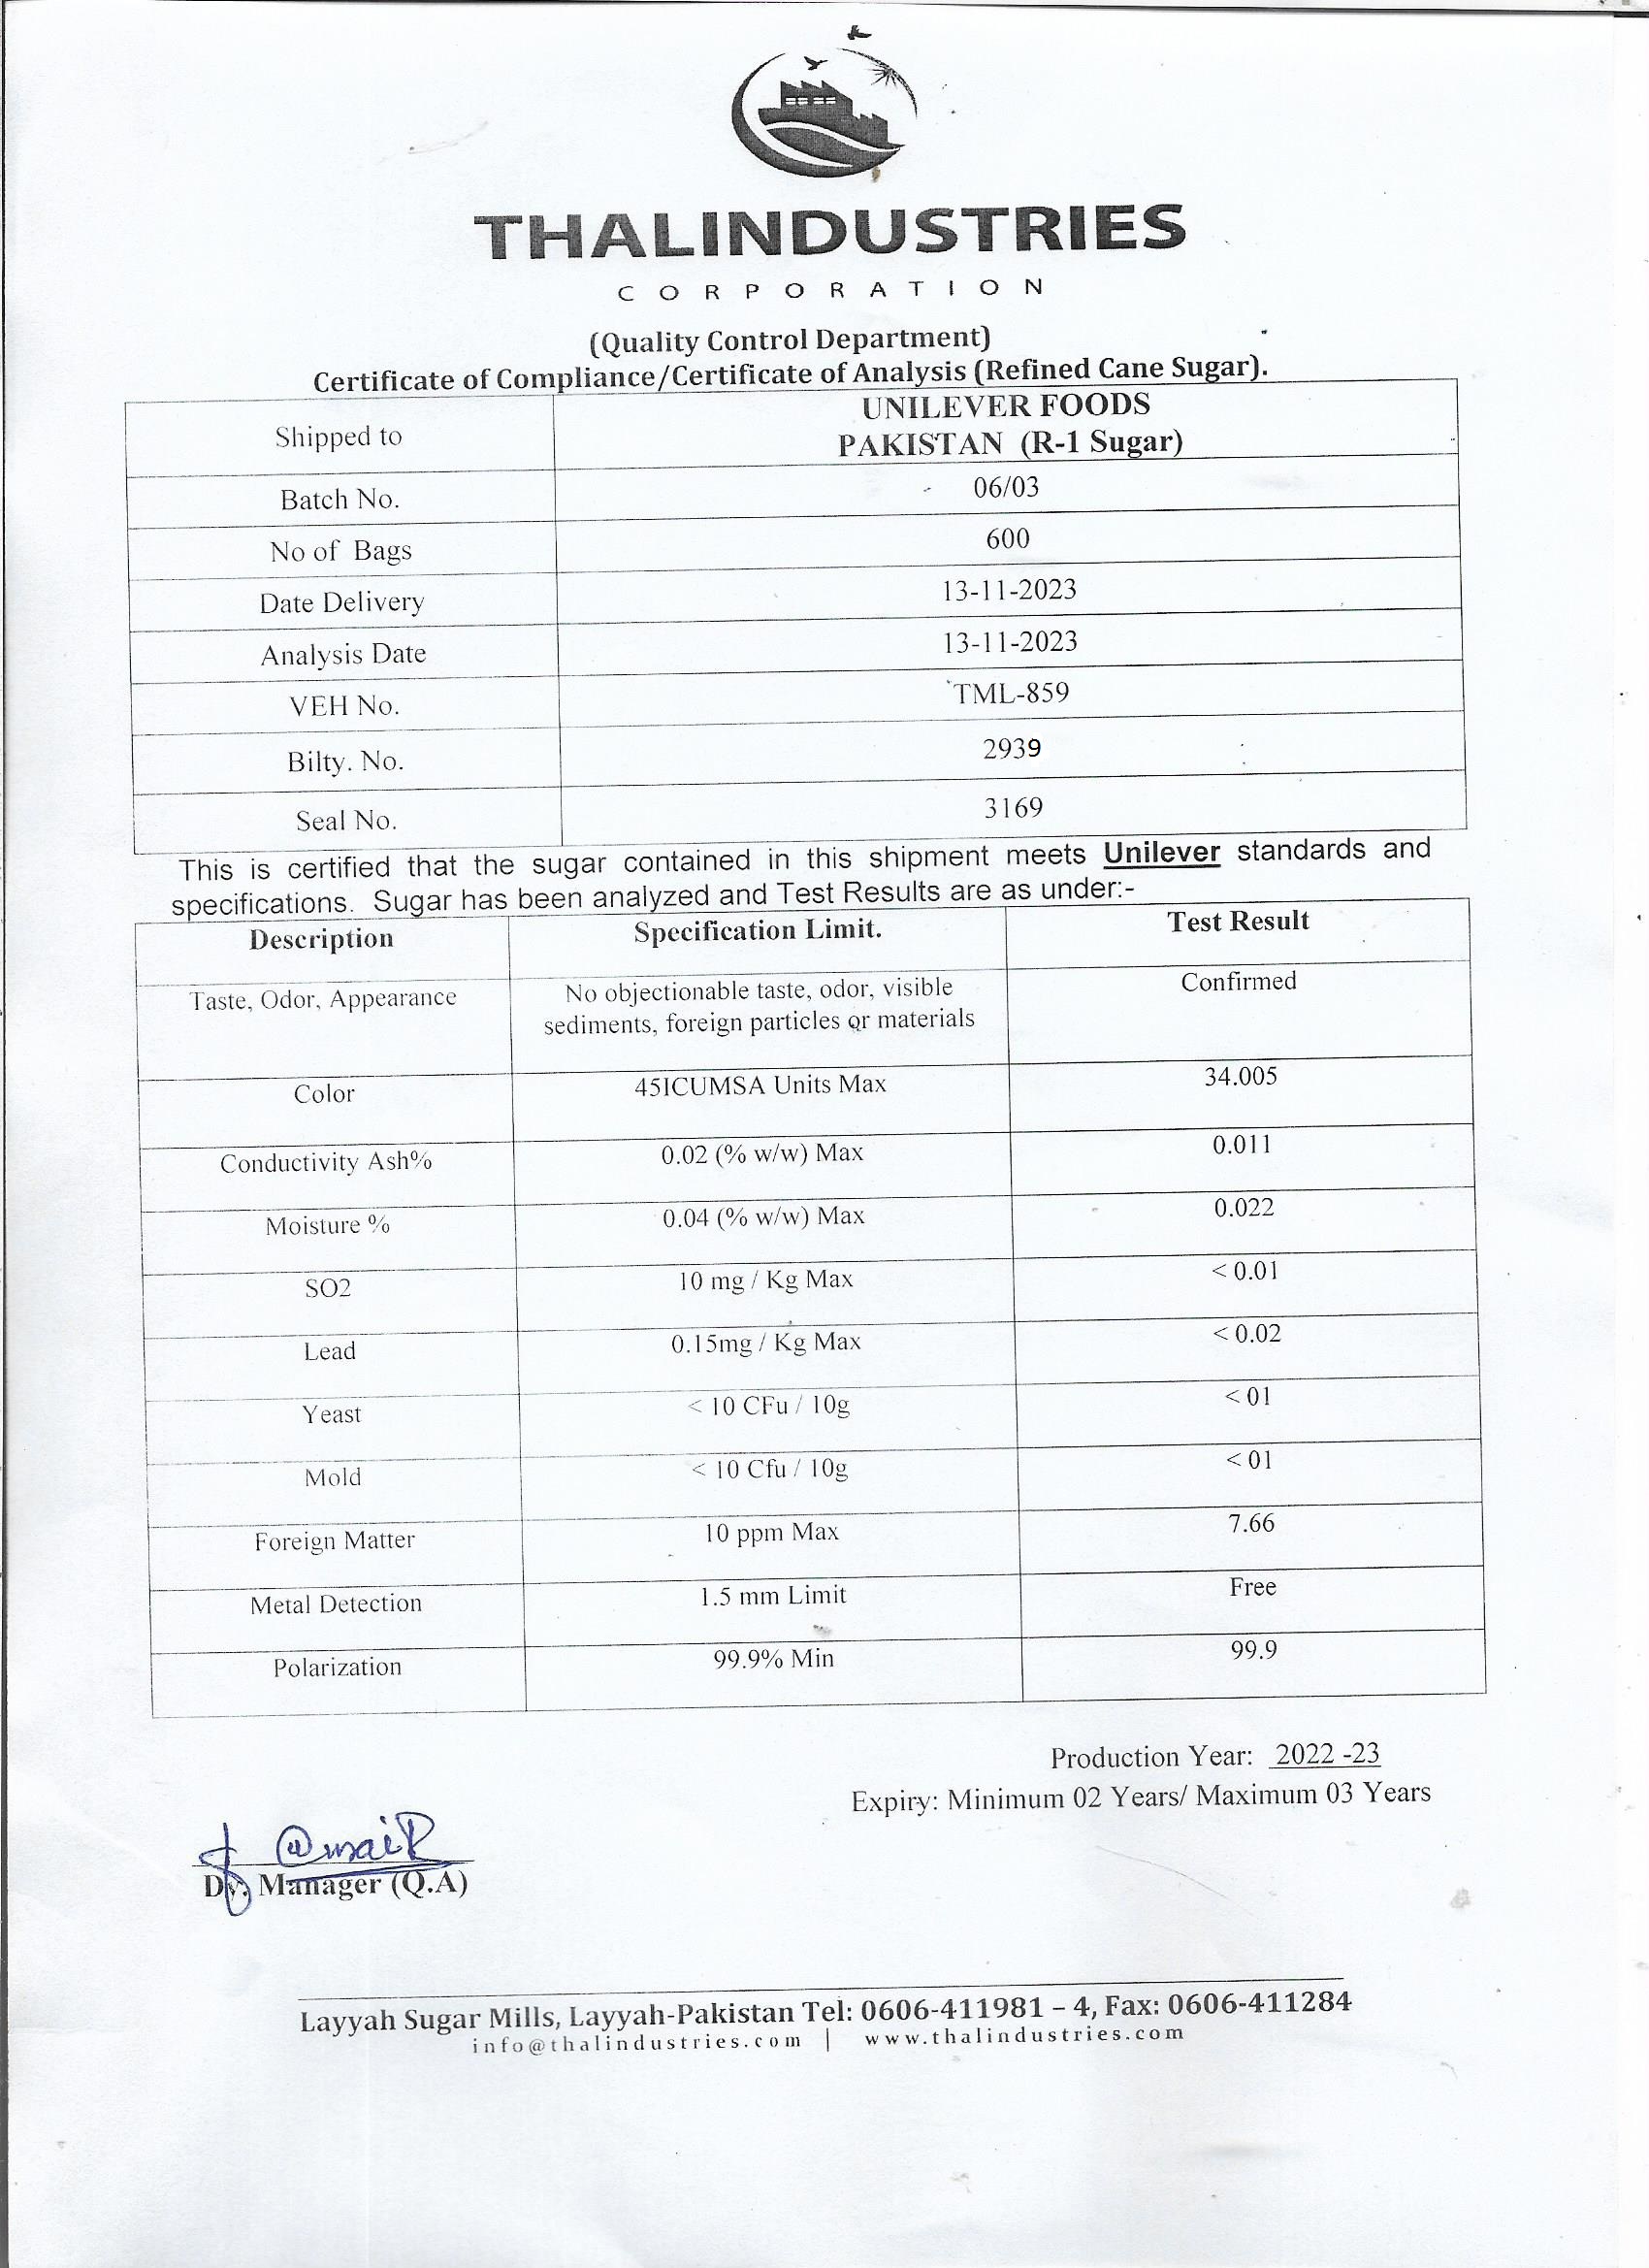 THALINDUSTRIES
CORPORATION
(Quality Control Department)
Certificate of Compliance/Certificate of Analysis (Refined Cane Sugar).
Shipped to UNILEVER FOODS
PAKISTAN (R-1 Sugar)
Batch No. 06/03
No of Bags 600
Date Delivery 13-11-2023
Analysis Date 13-11-2023
VEH No. TML-859
Bilty. No. 2939
Seal No. 3169
This is certified that the sugar contained in this shipment meets Unilever standards and
specifications. Sugar has been analyzed and Test Results are as under:-
Description Specification Limit. Test Result
Taste, Odor, Appearance No objectionable taste, odor, visible Confirmed
sediments, foreign particles or materials
Color 45ICUMSA Units Max 34.005
Conductivity Ash% 0.02 (% w/w) Max 0.011
Moisture % 0.04 (% w/w) Max 0.022
SO2 10 mg / Kg Max < 0.01
Lead 0.15mg / Kg Max < 0.02
Yeast < 10 CFu / 10g < 01
Mold < 10 Cfu / 10g < 01
Foreign Matter 10 ppm Max 7.66
Metal Detection 1.5 mm Limit Free
Polarization 99.9% Min 99.9
Production Year: 2022 -23
Expiry: Minimum 02 Years/ Maximum 03 Years
Dy. Manager (Q.A)
Layyah Sugar Mills, Layyah-Pakistan Tel: 0606-411981 – 4, Fax: 0606-411284
info@thalindustries.com | www.thalindustries.com